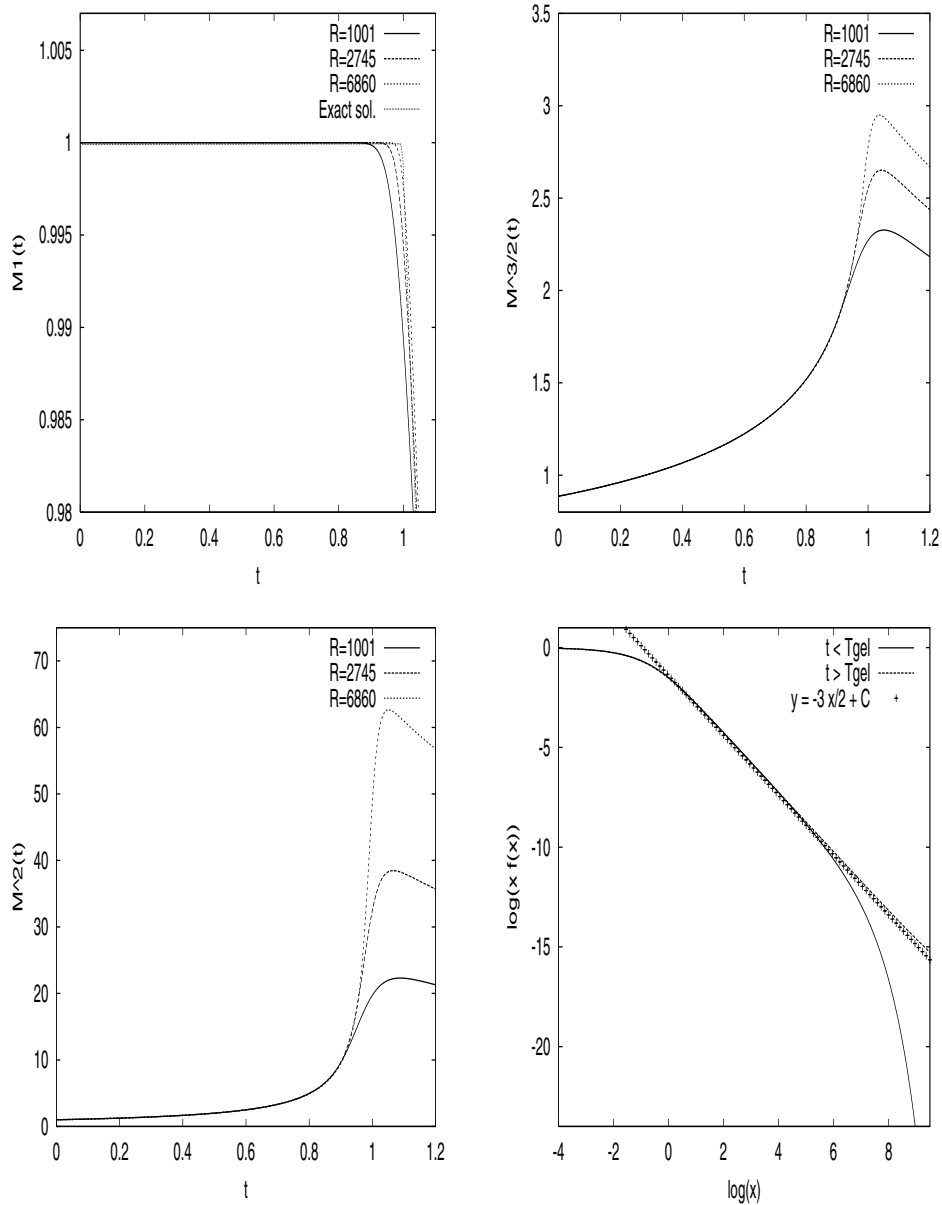 R=1001
R=2745
R=6860
Exact sol.
1.005
1
0.995
0.99
0.985
0.98
M1(t)
0 0.2 0.4 0.6 0.8 1
t
R=1001
R=2745
R=6860
3.5
3
2.5
2
1.5
1
M^3/2(t)
0 0.2 0.4 0.6 0.8 1 1.2
t
R=1001
R=2745
R=6860
70
60
50
40
30
20
10
0
M^2(t)
0 0.2 0.4 0.6 0.8 1 1.2
t
t < Tgel
t > Tgel
y = -3 x/2 + C
0
-5
-10
-15
-20
log(x f(x))
-4 -2 0 2 4 6 8
log(x)